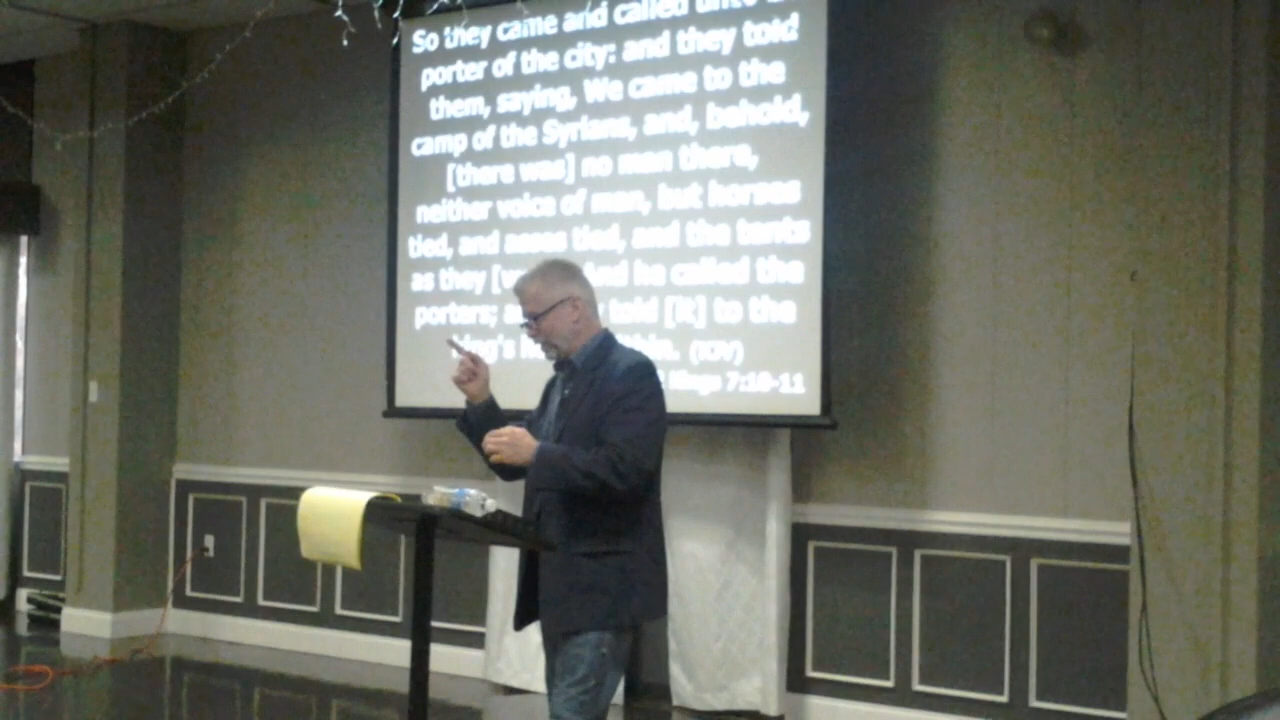 So they came and called unto
porter of the city: and they told
them, saying, We came to the
camp of the Syrians, and, behold,
[there was] no man there,
neither voice of man, but horses
tied, and asses tied, and the tents
as they And he called the
porters; told [it] to the
king's (KJV)
Kings 7:10-11